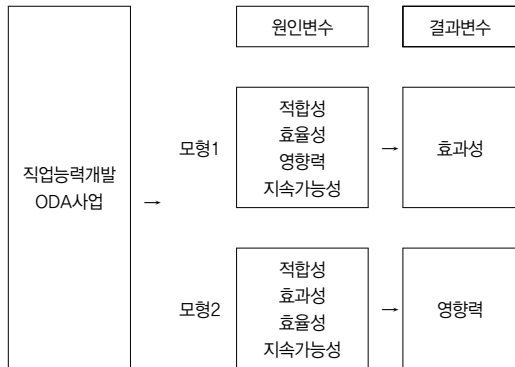 원인변수
결과변수
직업능력개발
ODA사업
→
모형1
적합성
효율성
영향력
지속가능성
→
효과성
모형2
적합성
효과성
효율성
지속가능성
→
영향력